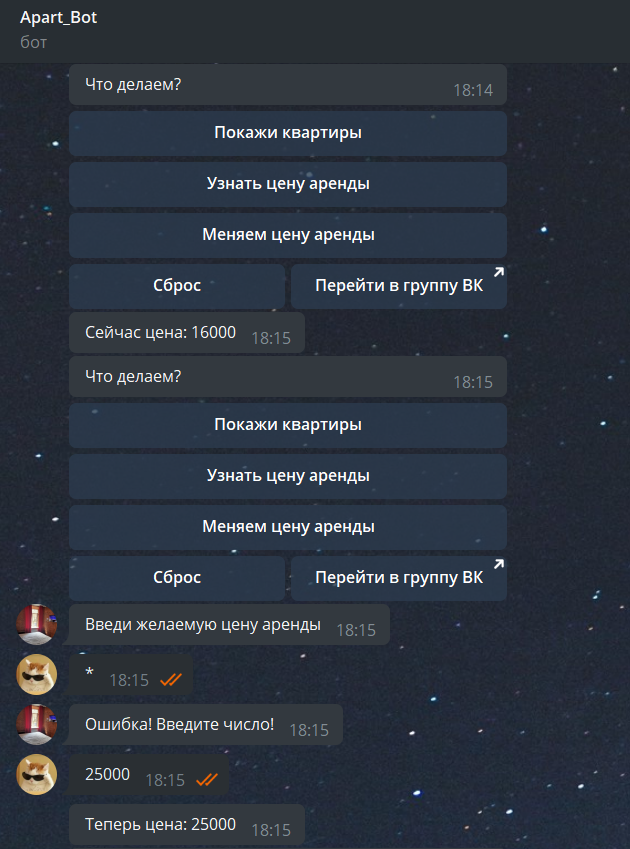 Apart_Bot
бот
Что делаем?
18:14
Покажи квартиры
Узнать цену аренды
Меняем цену аренды
Сброс
Перейти в группу ВК
Сейчас цена: 16000 18:15
Что делаем?
18:15
Покажи квартиры
Узнать цену аренды
Меняем цену аренды
Сброс
Перейти в группу ВК
Введи желаемую цену аренды 18:15
* 18:15
Ошибка! Введите число! 18:15
25000 18:15
Теперь цена: 25000 18:15